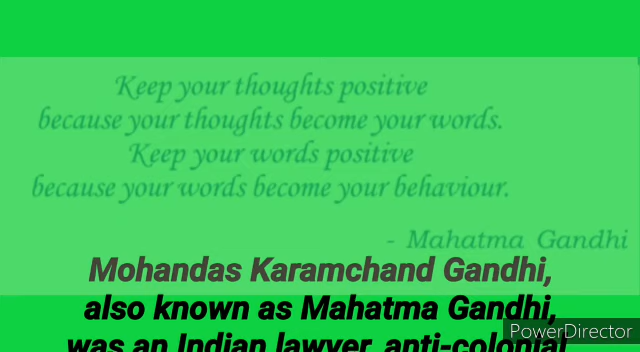 Keep your thoughts positive
because your thoughts become your words.
Keep your words positive
because your words become your behaviour.
- Mahatma Gandhi
Mohandas Karamchand Gandhi,
also known as Mahatma Gandhi,
was an Indian lawyer, anti-colonial
PowerDirector